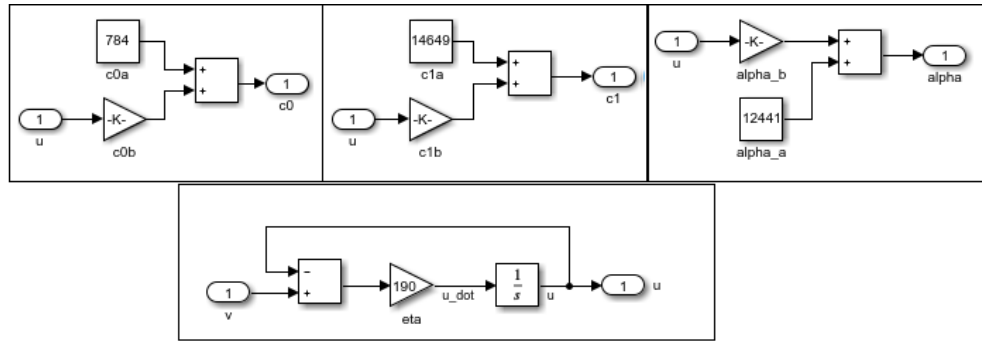 784
c0a
+
+
1
c0
1
u
-K-
c0b
14649
c1a
+
+
1
c1
1
u
-K-
c1b
1
u
-K-
alpha_b
+
+
1
alpha
12441
alpha_a
−
+
1
v
190
eta
u_dot
1
s
u
1
u